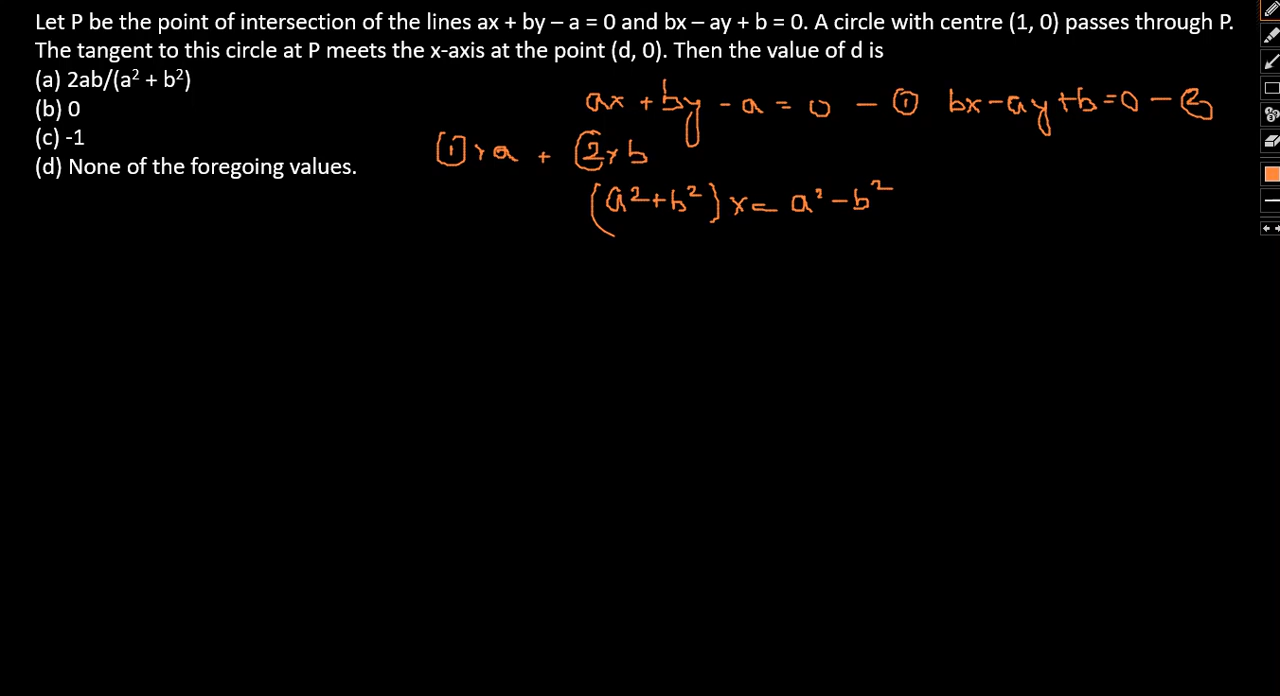 Let P be the point of intersection of the lines ax + by – a = 0 and bx – ay + b = 0. A circle with centre (1, 0) passes through P.
The tangent to this circle at P meets the x-axis at the point (d, 0). Then the value of d is
(a) 2ab/(a² + b²)
(b) 0
(c) -1
(d) None of the foregoing values.
ax + by - a = 0 - ① bx - ay + b = 0 - ②
① × a + ② × b
(a² + b²) x = a² - b²